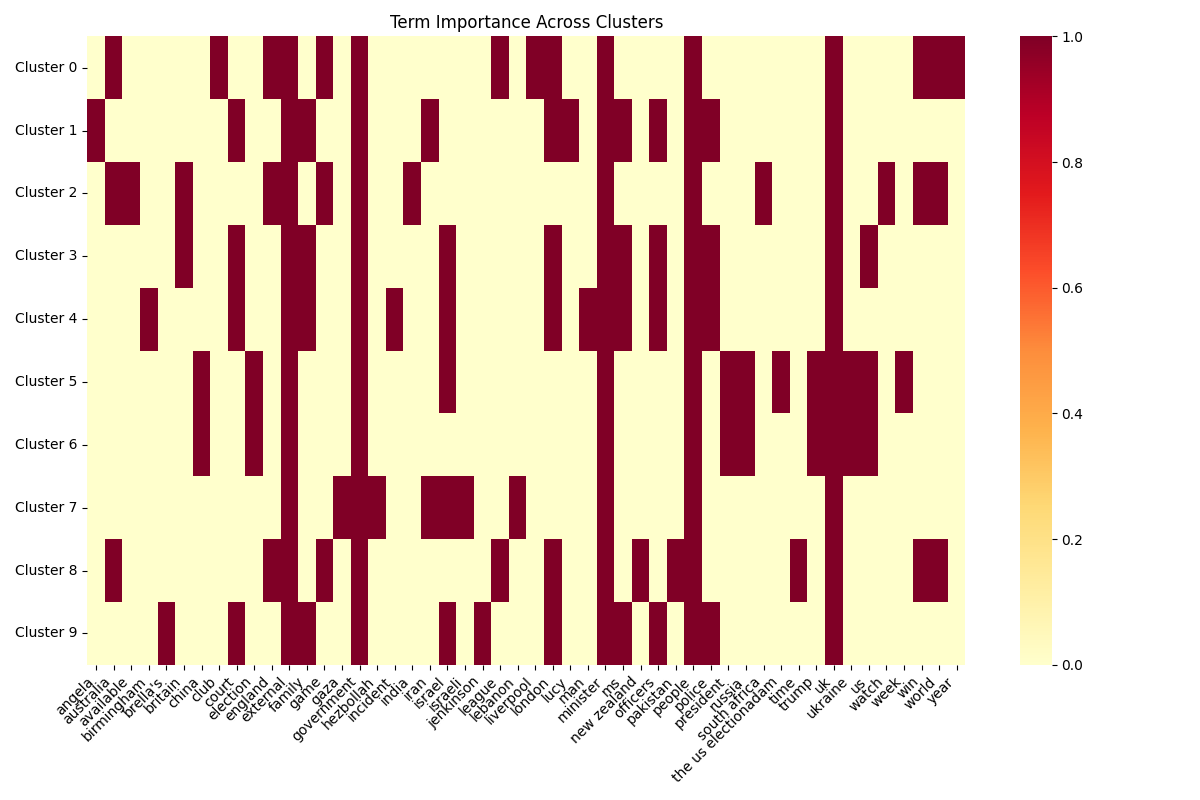 Term Importance Across Clusters
Cluster 0
Cluster 1
Cluster 2
Cluster 3
Cluster 4
Cluster 5
Cluster 6
Cluster 7
Cluster 8
Cluster 9
angela
australia
available
birmingham
brella's
britain
china
club
court
election
england
external
family
game
gaza
government
hezbollah
incident
india
iran
israel
israeli
jenkinson
league
lebanon
liverpool
london
lucy
man
minister
ms
new zealand
officers
pakistan
people
police
president
russia
south africa
the us electionadam
time
trump
uk
ukraine
us
watch
week
win
world
year
1.0
0.8
0.6
0.4
0.2
0.0